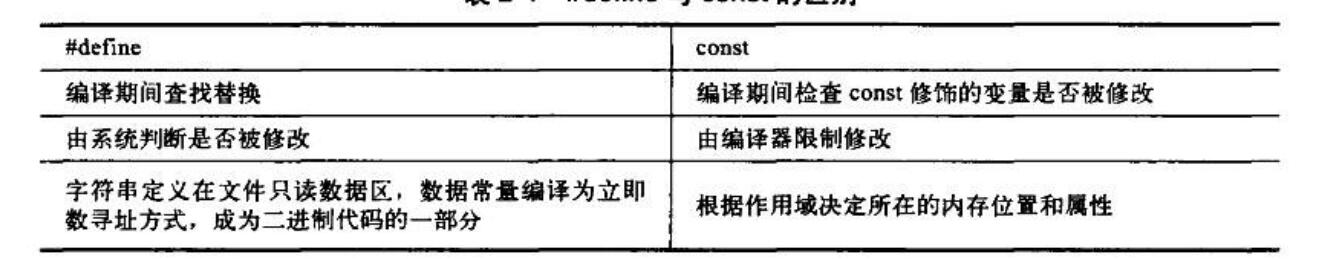 #define
const
编译期间查找替换
编译期间检查 const 修饰的变量是否被修改
由系统判断是否被修改
由编译器限制修改
字符串定义在文件只读数据区，数据常量编译为立即
数寻址方式，成为二进制代码的一部分
根据作用域决定所在的内存位置和属性